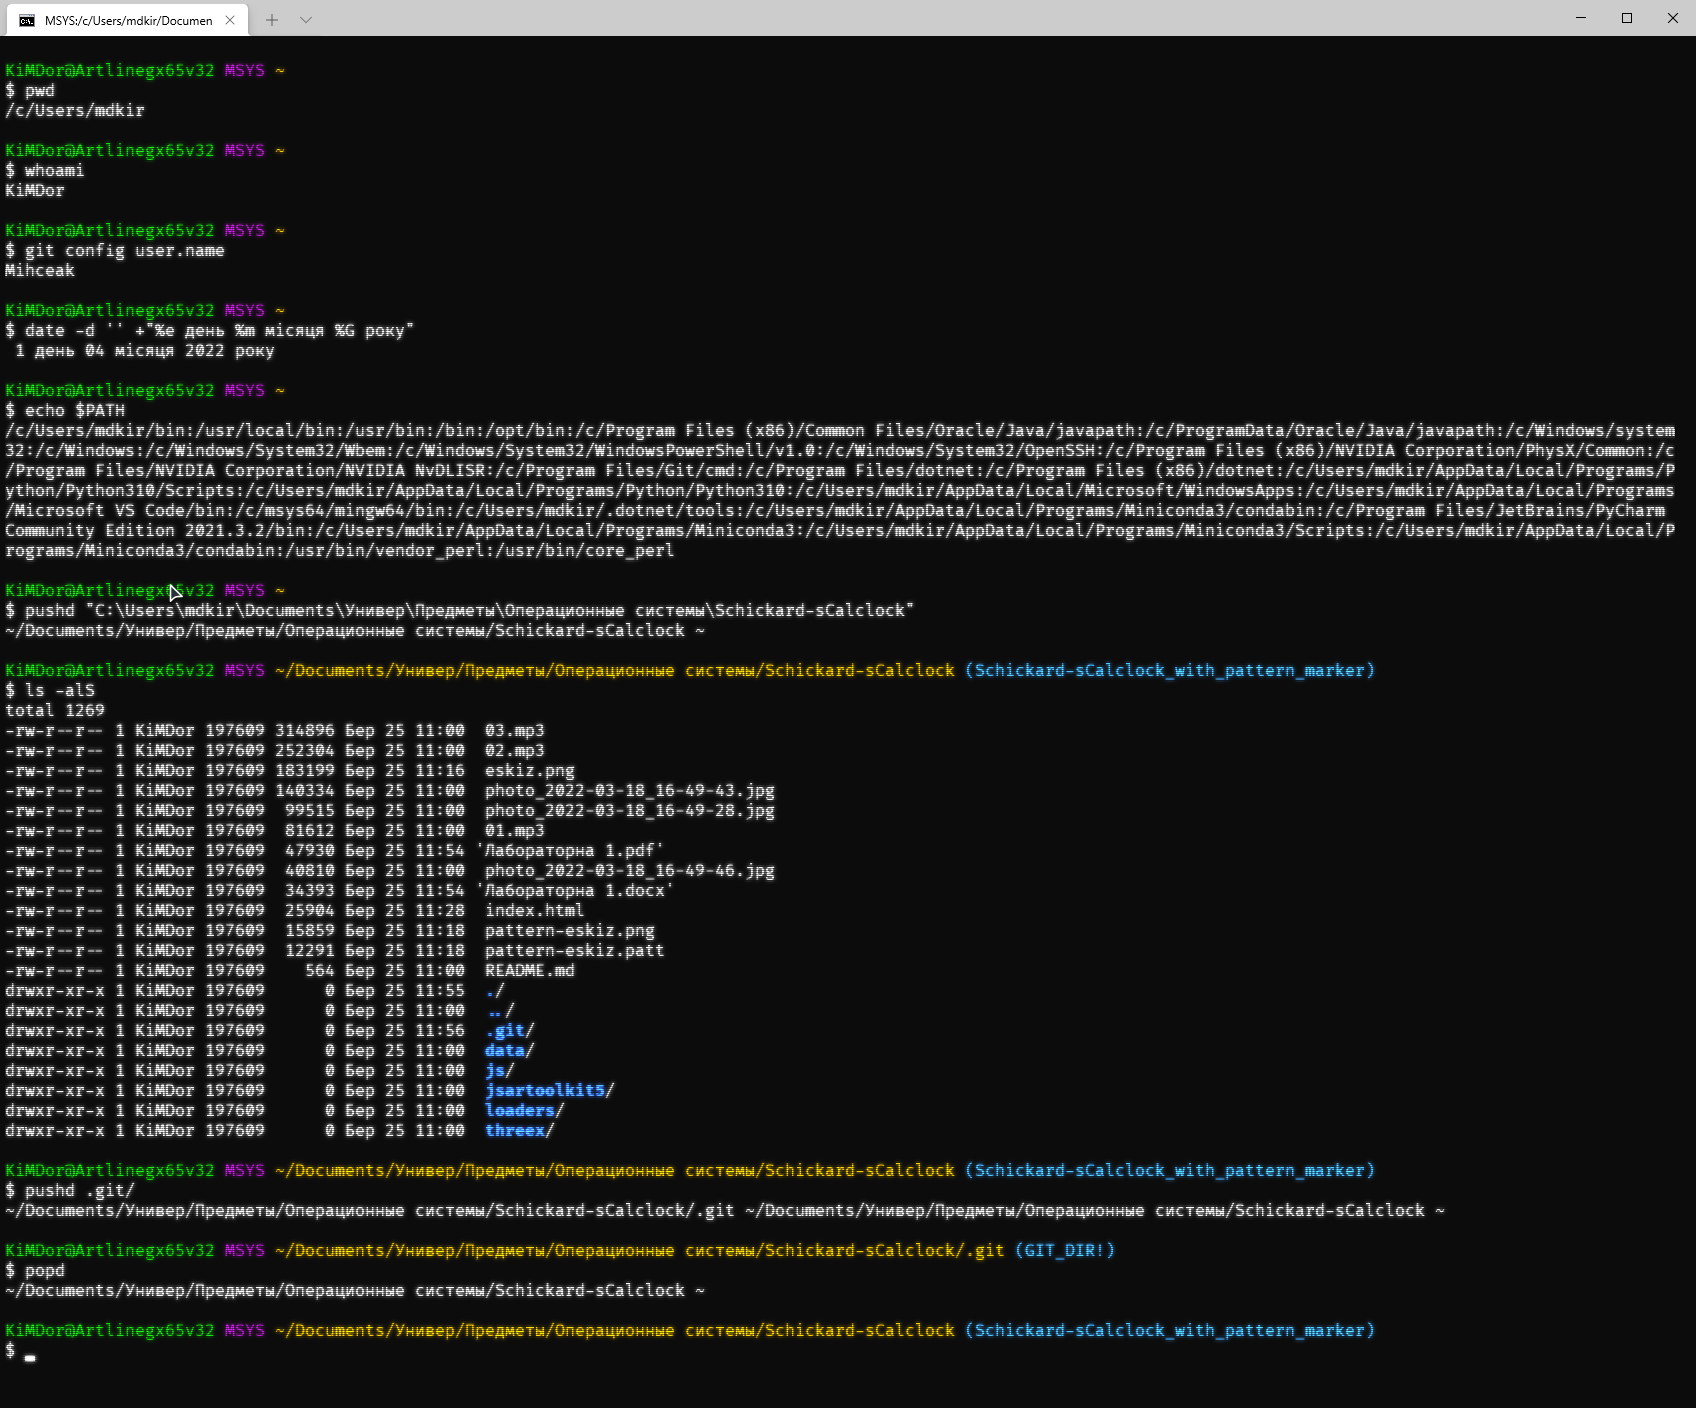 MSYS:/c/Users/mdkir/Documen
KiMDor@Artlinegx65v32 MSYS ~
$ pwd
/c/Users/mdkir
KiMDor@Artlinegx65v32 MSYS ~
$ whoami
KiMDor
KiMDor@Artlinegx65v32 MSYS ~
$ git config user.name
Mihceak
KiMDor@Artlinegx65v32 MSYS ~
$ date -d '' +"%e день %m місяця %G року"
 1 день 04 місяця 2022 року
KiMDor@Artlinegx65v32 MSYS ~
$ echo $PATH
/c/Users/mdkir/bin:/usr/local/bin:/usr/bin:/bin:/opt/bin:/c/Program Files (x86)/Common Files/Oracle/Java/javapath:/c/ProgramData/Oracle/Java/javapath:/c/Windows/system
32:/c/Windows:/c/Windows/System32/Wbem:/c/Windows/System32/WindowsPowerShell/v1.0:/c/Windows/System32/OpenSSH:/c/Program Files (x86)/NVIDIA Corporation/PhysX/Common:/c
/Program Files/NVIDIA Corporation/NVIDIA NvDLISR:/c/Program Files/Git/cmd:/c/Program Files/dotnet:/c/Program Files (x86)/dotnet:/c/Users/mdkir/AppData/Local/Programs/P
ython/Python310/Scripts:/c/Users/mdkir/AppData/Local/Programs/Python/Python310:/c/Users/mdkir/AppData/Local/Microsoft/WindowsApps:/c/Users/mdkir/AppData/Local/Programs
/Microsoft VS Code/bin:/c/msys64/mingw64/bin:/c/Users/mdkir/.dotnet/tools:/c/Users/mdkir/AppData/Local/Programs/Miniconda3/condabin:/c/Program Files/JetBrains/PyCharm
Community Edition 2021.3.2/bin:/c/Users/mdkir/AppData/Local/Programs/Miniconda3:/c/Users/mdkir/AppData/Local/Programs/Miniconda3/Scripts:/c/Users/mdkir/AppData/Local/P
rograms/Miniconda3/condabin:/usr/bin/vendor_perl:/usr/bin/core_perl
KiMDor@Artlinegx65v32 MSYS ~
$ pushd "C:\Users\mdkir\Documents\Универ\Предметы\Операционные системы\Schickard-sCalclock"
~/Documents/Универ/Предметы/Операционные системы/Schickard-sCalclock ~
KiMDor@Artlinegx65v32 MSYS ~/Documents/Универ/Предметы/Операционные системы/Schickard-sCalclock (Schickard-sCalclock_with_pattern_marker)
$ ls -alS
total 1269
-rw-r--r-- 1 KiMDor 197609 314896 Бер 25 11:00  03.mp3
-rw-r--r-- 1 KiMDor 197609 252304 Бер 25 11:00  02.mp3
-rw-r--r-- 1 KiMDor 197609 183199 Бер 25 11:16  eskiz.png
-rw-r--r-- 1 KiMDor 197609 140334 Бер 25 11:00  photo_2022-03-18_16-49-43.jpg
-rw-r--r-- 1 KiMDor 197609  99515 Бер 25 11:00  photo_2022-03-18_16-49-28.jpg
-rw-r--r-- 1 KiMDor 197609  81612 Бер 25 11:00  01.mp3
-rw-r--r-- 1 KiMDor 197609  47930 Бер 25 11:54 'Лабораторна 1.pdf'
-rw-r--r-- 1 KiMDor 197609  40810 Бер 25 11:00  photo_2022-03-18_16-49-46.jpg
-rw-r--r-- 1 KiMDor 197609  34393 Бер 25 11:54 'Лабораторна 1.docx'
-rw-r--r-- 1 KiMDor 197609  25904 Бер 25 11:28  index.html
-rw-r--r-- 1 KiMDor 197609  15859 Бер 25 11:18  pattern-eskiz.png
-rw-r--r-- 1 KiMDor 197609  12291 Бер 25 11:18  pattern-eskiz.patt
-rw-r--r-- 1 KiMDor 197609    564 Бер 25 11:00  README.md
drwxr-xr-x 1 KiMDor 197609      0 Бер 25 11:55  ./
drwxr-xr-x 1 KiMDor 197609      0 Бер 25 11:00  ../
drwxr-xr-x 1 KiMDor 197609      0 Бер 25 11:56  .git/
drwxr-xr-x 1 KiMDor 197609      0 Бер 25 11:00  data/
drwxr-xr-x 1 KiMDor 197609      0 Бер 25 11:00  js/
drwxr-xr-x 1 KiMDor 197609      0 Бер 25 11:00  jsartoolkit5/
drwxr-xr-x 1 KiMDor 197609      0 Бер 25 11:00  loaders/
drwxr-xr-x 1 KiMDor 197609      0 Бер 25 11:00  threex/
KiMDor@Artlinegx65v32 MSYS ~/Documents/Универ/Предметы/Операционные системы/Schickard-sCalclock (Schickard-sCalclock_with_pattern_marker)
$ pushd .git/
~/Documents/Универ/Предметы/Операционные системы/Schickard-sCalclock/.git ~/Documents/Универ/Предметы/Операционные системы/Schickard-sCalclock ~
KiMDor@Artlinegx65v32 MSYS ~/Documents/Универ/Предметы/Операционные системы/Schickard-sCalclock/.git (GIT_DIR!)
$ popd
~/Documents/Универ/Предметы/Операционные системы/Schickard-sCalclock ~
KiMDor@Artlinegx65v32 MSYS ~/Documents/Универ/Предметы/Операционные системы/Schickard-sCalclock (Schickard-sCalclock_with_pattern_marker)
$